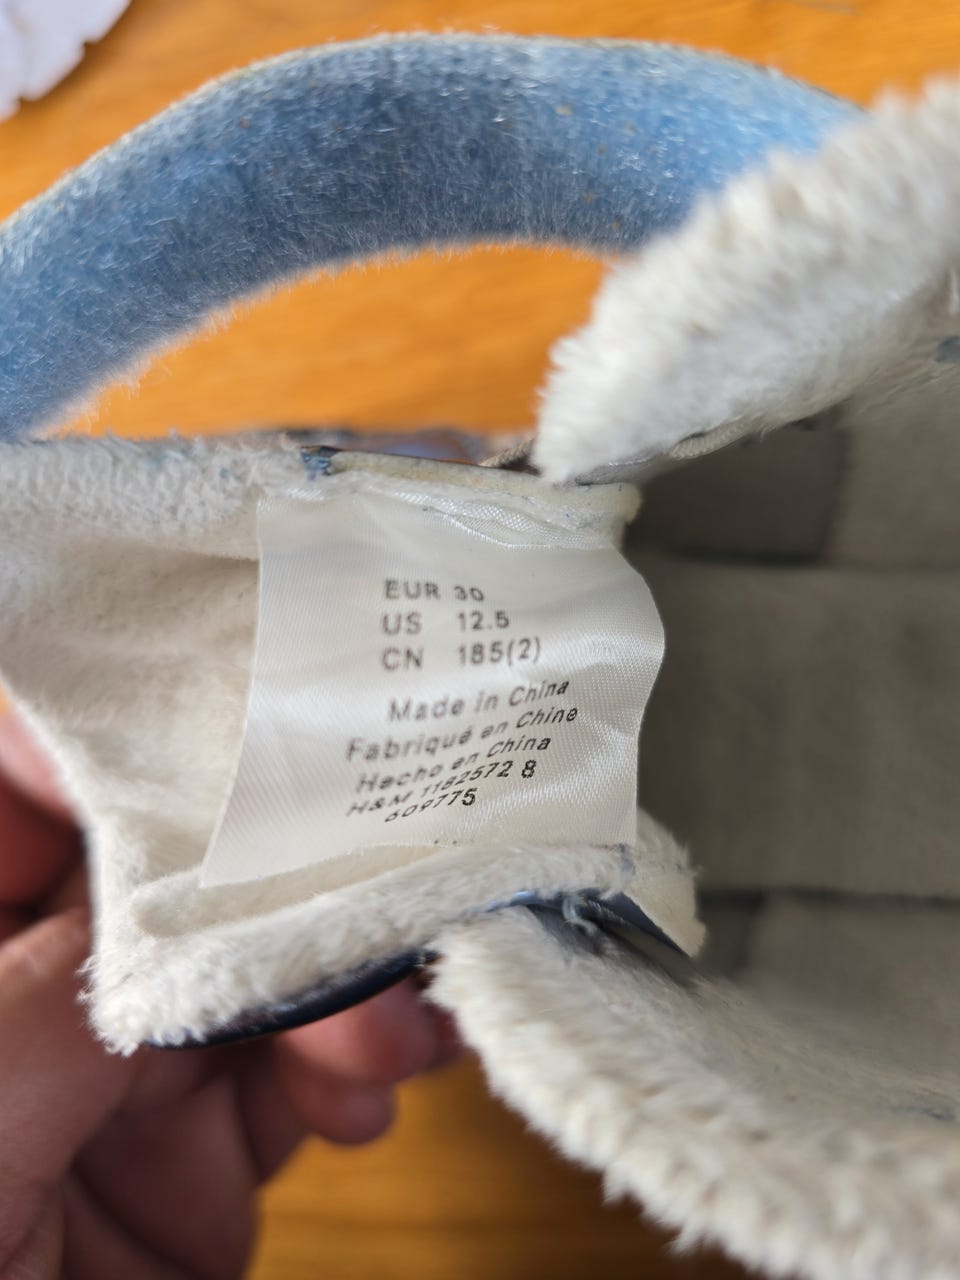 EUR 30
US 12.5
CN 185(2)
Made in China
Fabriqué en Chine
Hecho en China
H&M 1182572 8
609775